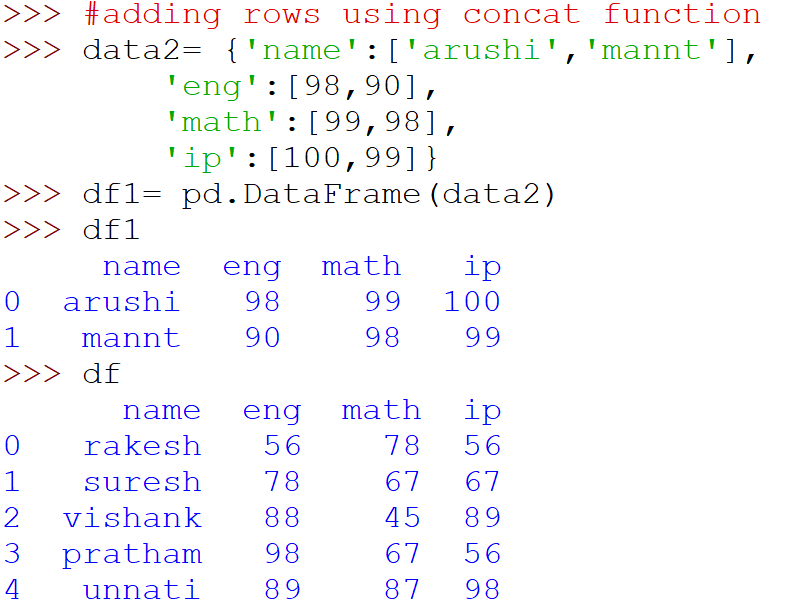 >>> #adding rows using concat function
>>> data2= {'name':['arushi','mannt'],
        'eng':[98,90],
        'math':[99,98],
        'ip':[100,99]}
>>> df1= pd.DataFrame(data2)
>>> df1
     name  eng  math   ip
0  arushi   98    99  100
1   mannt   90    98   99
>>> df
      name  eng  math  ip
0   rakesh   56    78  56
1   suresh   78    67  67
2  vishank   88    45  89
3  pratham   98    67  56
4   unnati   89    87  98